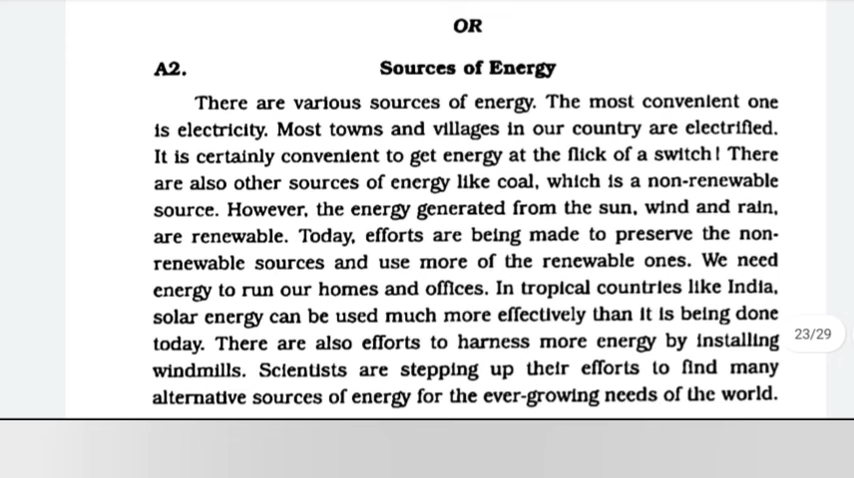 OR
A2. Sources of Energy
There are various sources of energy. The most convenient one
is electricity. Most towns and villages in our country are electrified.
It is certainly convenient to get energy at the flick of a switch! There
are also other sources of energy like coal, which is a non-renewable
source. However, the energy generated from the sun, wind and rain,
are renewable. Today, efforts are being made to preserve the non-
renewable sources and use more of the renewable ones. We need
energy to run our homes and offices. In tropical countries like India,
solar energy can be used much more effectively than it is being done
today. There are also efforts to harness more energy by installing
windmills. Scientists are stepping up their efforts to find many
alternative sources of energy for the ever-growing needs of the world.
23/29